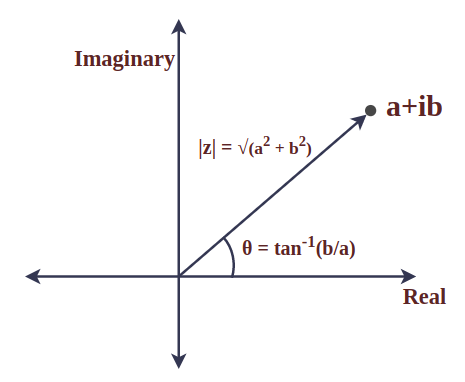 Imaginary
a+ib
|z| = √(a² + b²)
θ = tan⁻¹(b/a)
Real